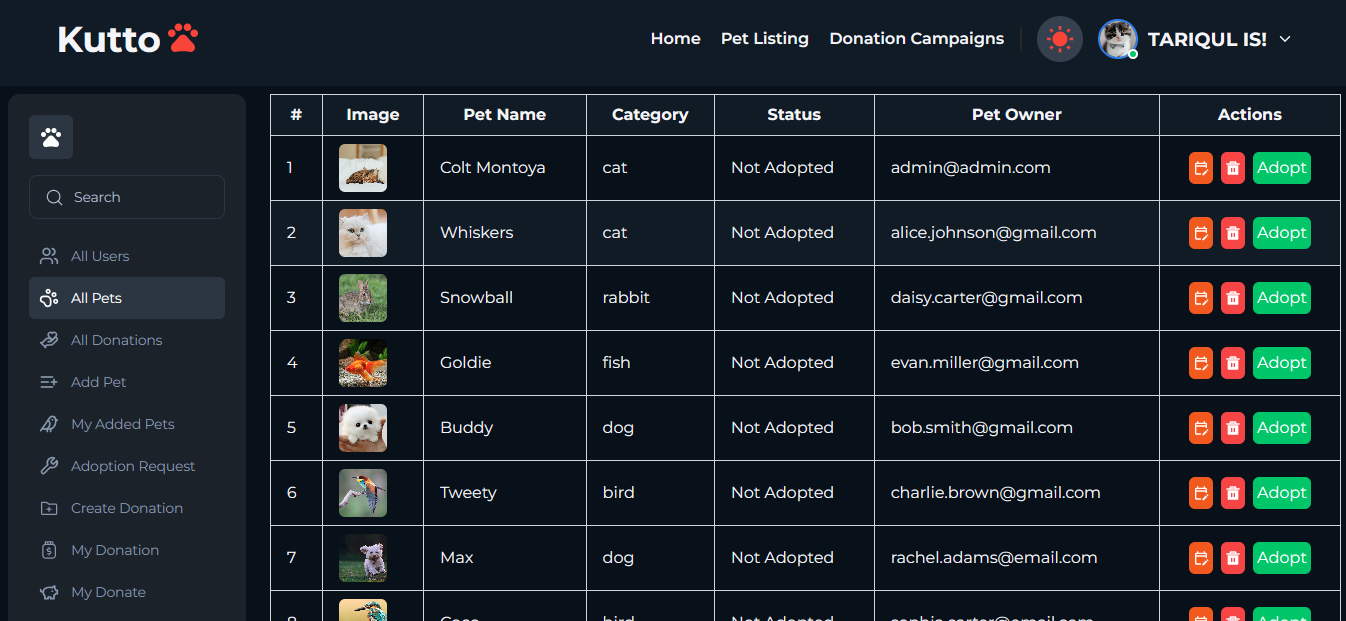 Kutto
Home Pet Listing Donation Campaigns TARIQUL IS!
Search
All Users
All Pets
All Donations
Add Pet
My Added Pets
Adoption Request
Create Donation
My Donation
My Donate
# Image Pet Name Category Status Pet Owner Actions
1 Colt Montoya cat Not Adopted admin@admin.com Adopt
2 Whiskers cat Not Adopted alice.johnson@gmail.com Adopt
3 Snowball rabbit Not Adopted daisy.carter@gmail.com Adopt
4 Goldie fish Not Adopted evan.miller@gmail.com Adopt
5 Buddy dog Not Adopted bob.smith@gmail.com Adopt
6 Tweety bird Not Adopted charlie.brown@gmail.com Adopt
7 Max dog Not Adopted rachel.adams@email.com Adopt
8 bird Not Adopted Adopt